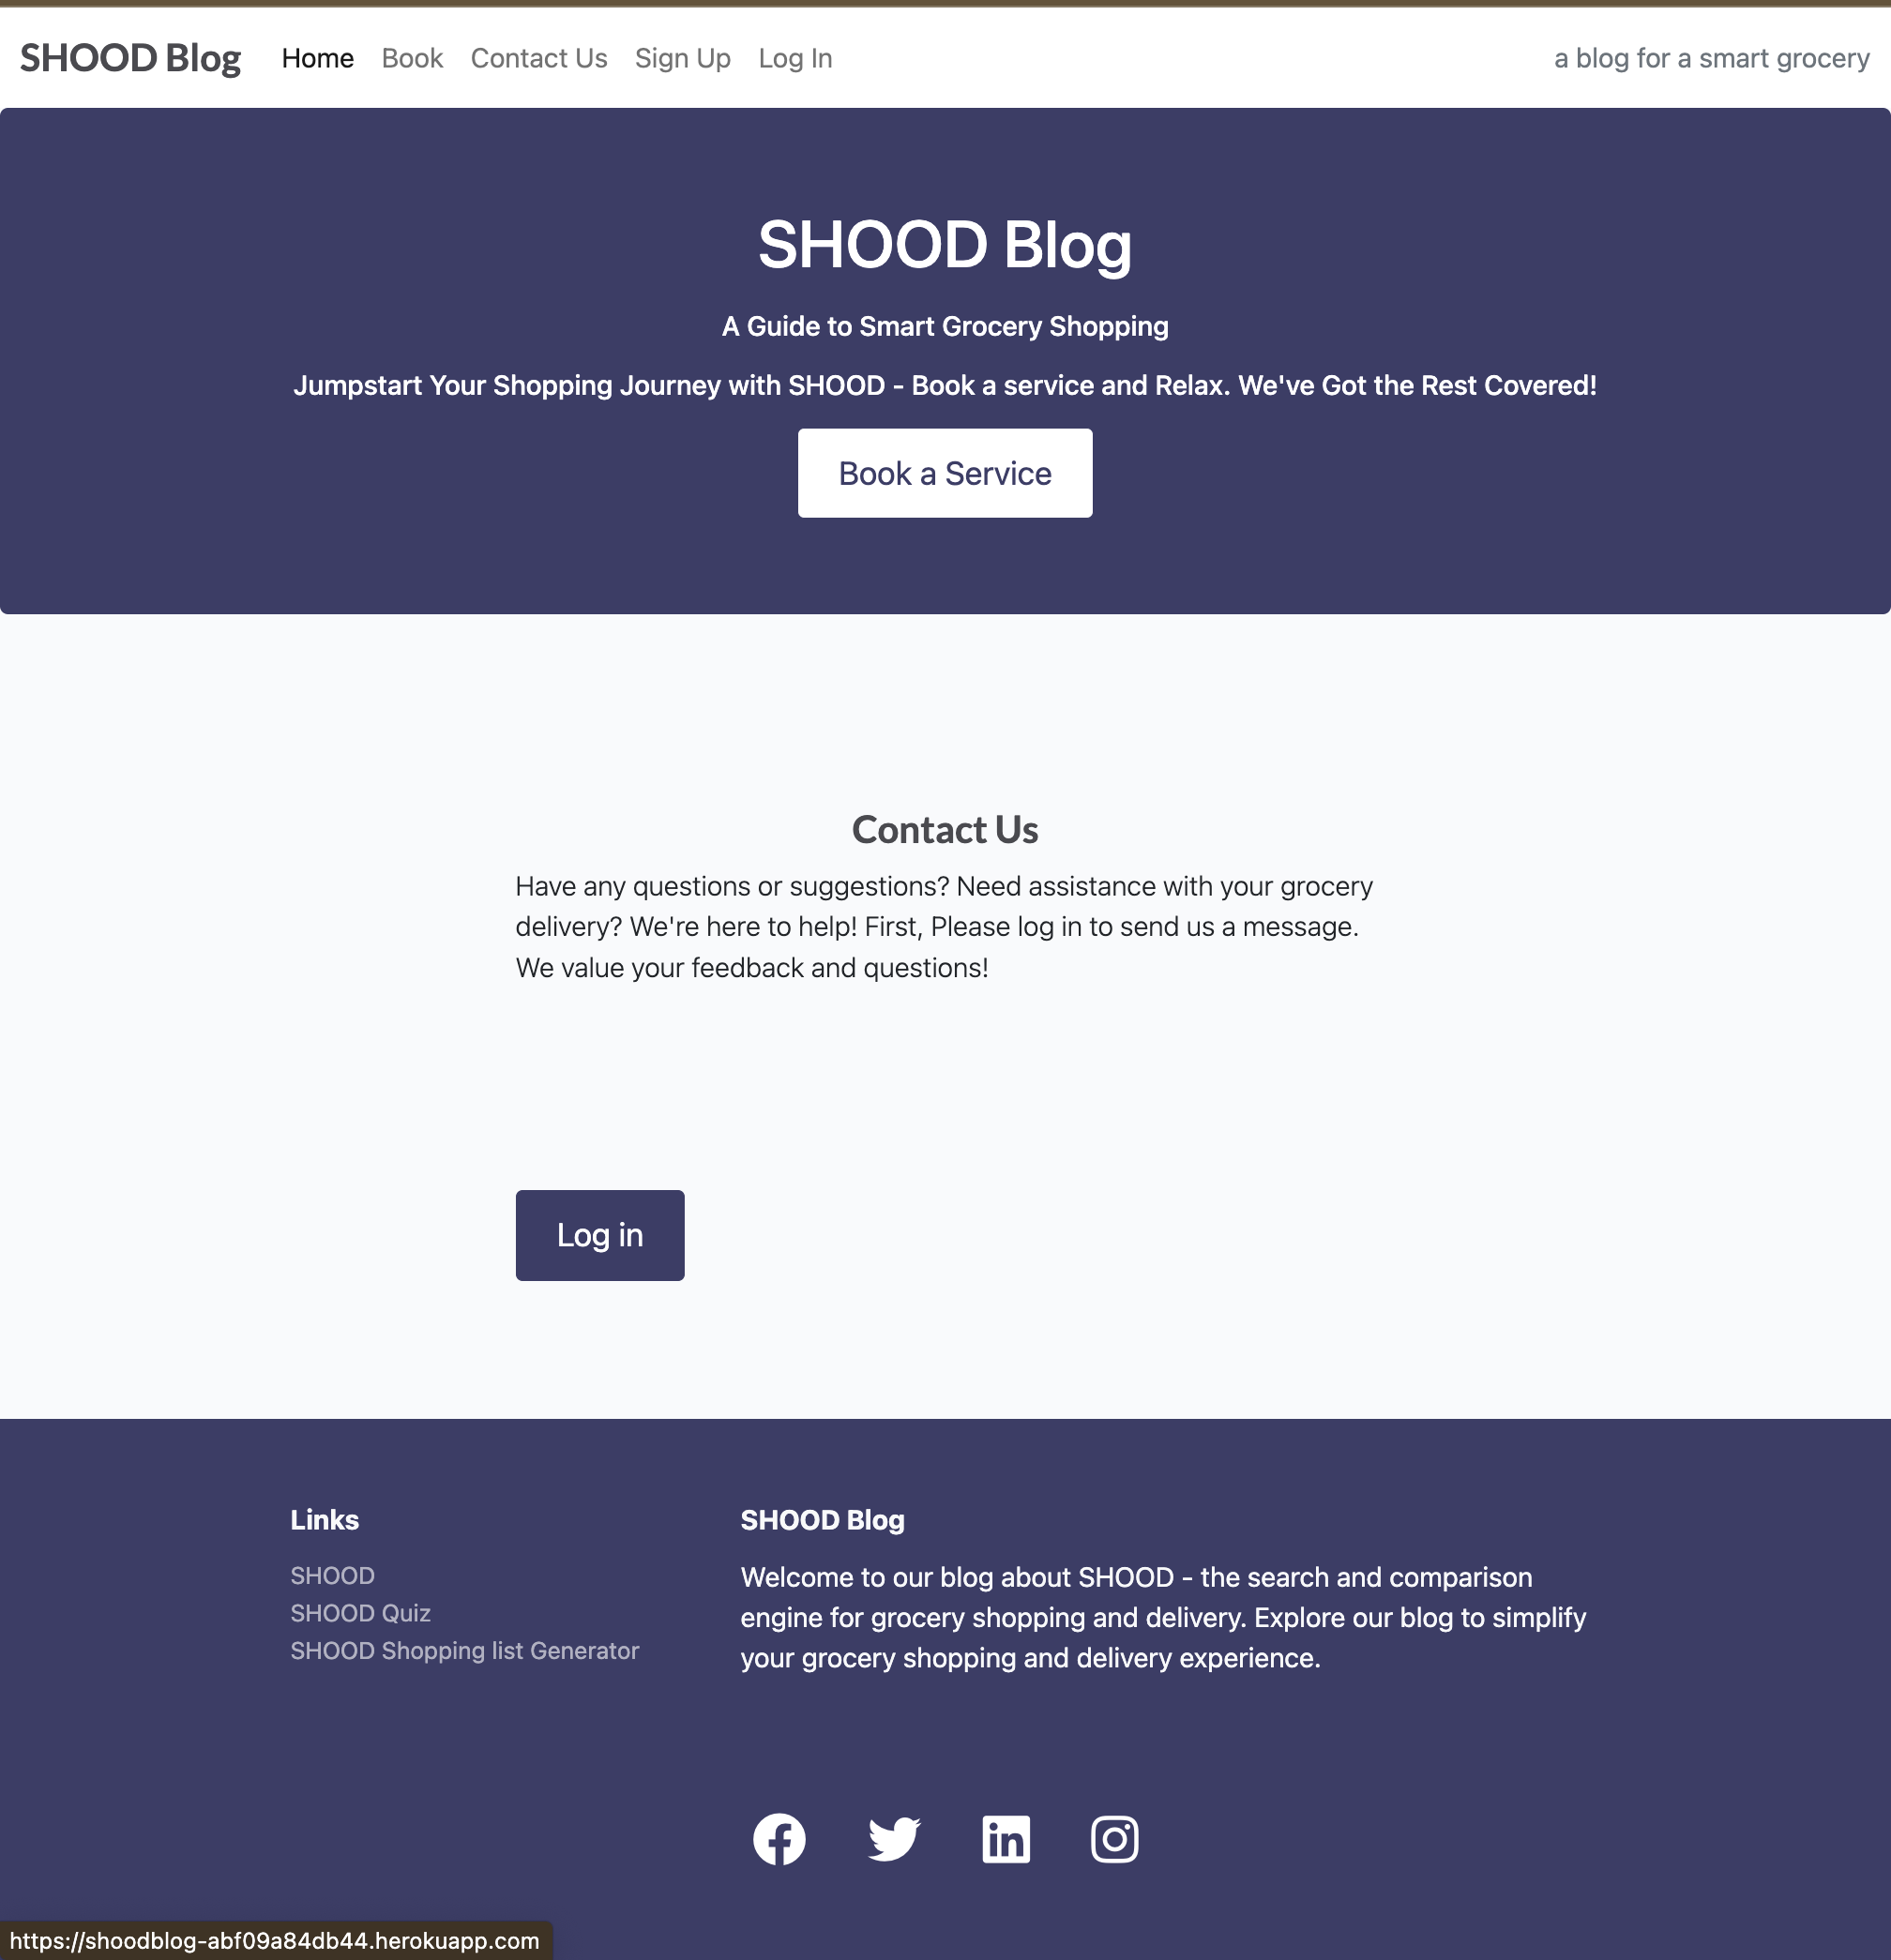 SHOOD Blog Home Book Contact Us Sign Up Log In a blog for a smart grocery
SHOOD Blog
A Guide to Smart Grocery Shopping
Jumpstart Your Shopping Journey with SHOOD - Book a service and Relax. We've Got the Rest Covered!
Book a Service
Contact Us
Have any questions or suggestions? Need assistance with your grocery
delivery? We're here to help! First, Please log in to send us a message.
We value your feedback and questions!
Log in
Links
SHOOD
SHOOD Quiz
SHOOD Shopping list Generator
SHOOD Blog
Welcome to our blog about SHOOD - the search and comparison
engine for grocery shopping and delivery. Explore our blog to simplify
your grocery shopping and delivery experience.
https://shoodblog-abf09a84db44.herokuapp.com